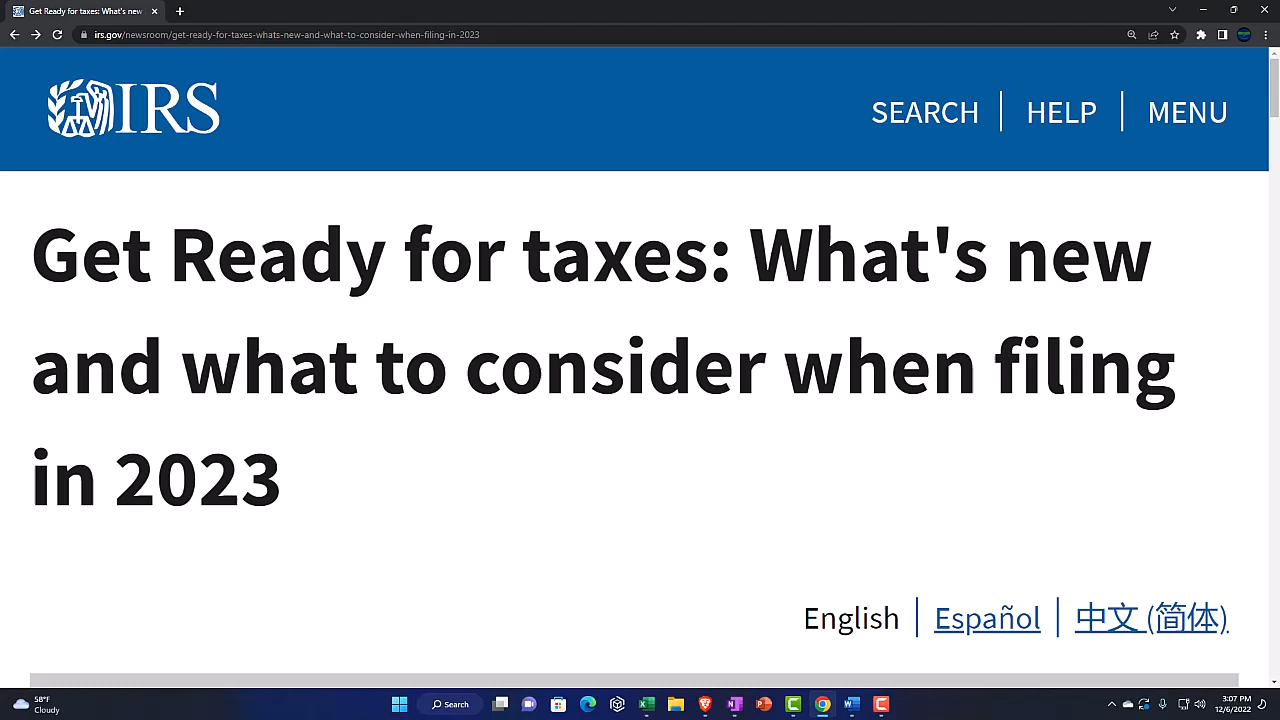 Get Ready for taxes: What's new
irs.gov/newsroom/get-ready-for-taxes-whats-new-and-what-to-consider-when-filing-in-2023
IRS
SEARCH
HELP
MENU
Get Ready for taxes: What's new
and what to consider when filing
in 2023
English
Español
中文 (简体)
58°F
Cloudy
Search
3:07 PM
12/6/2022